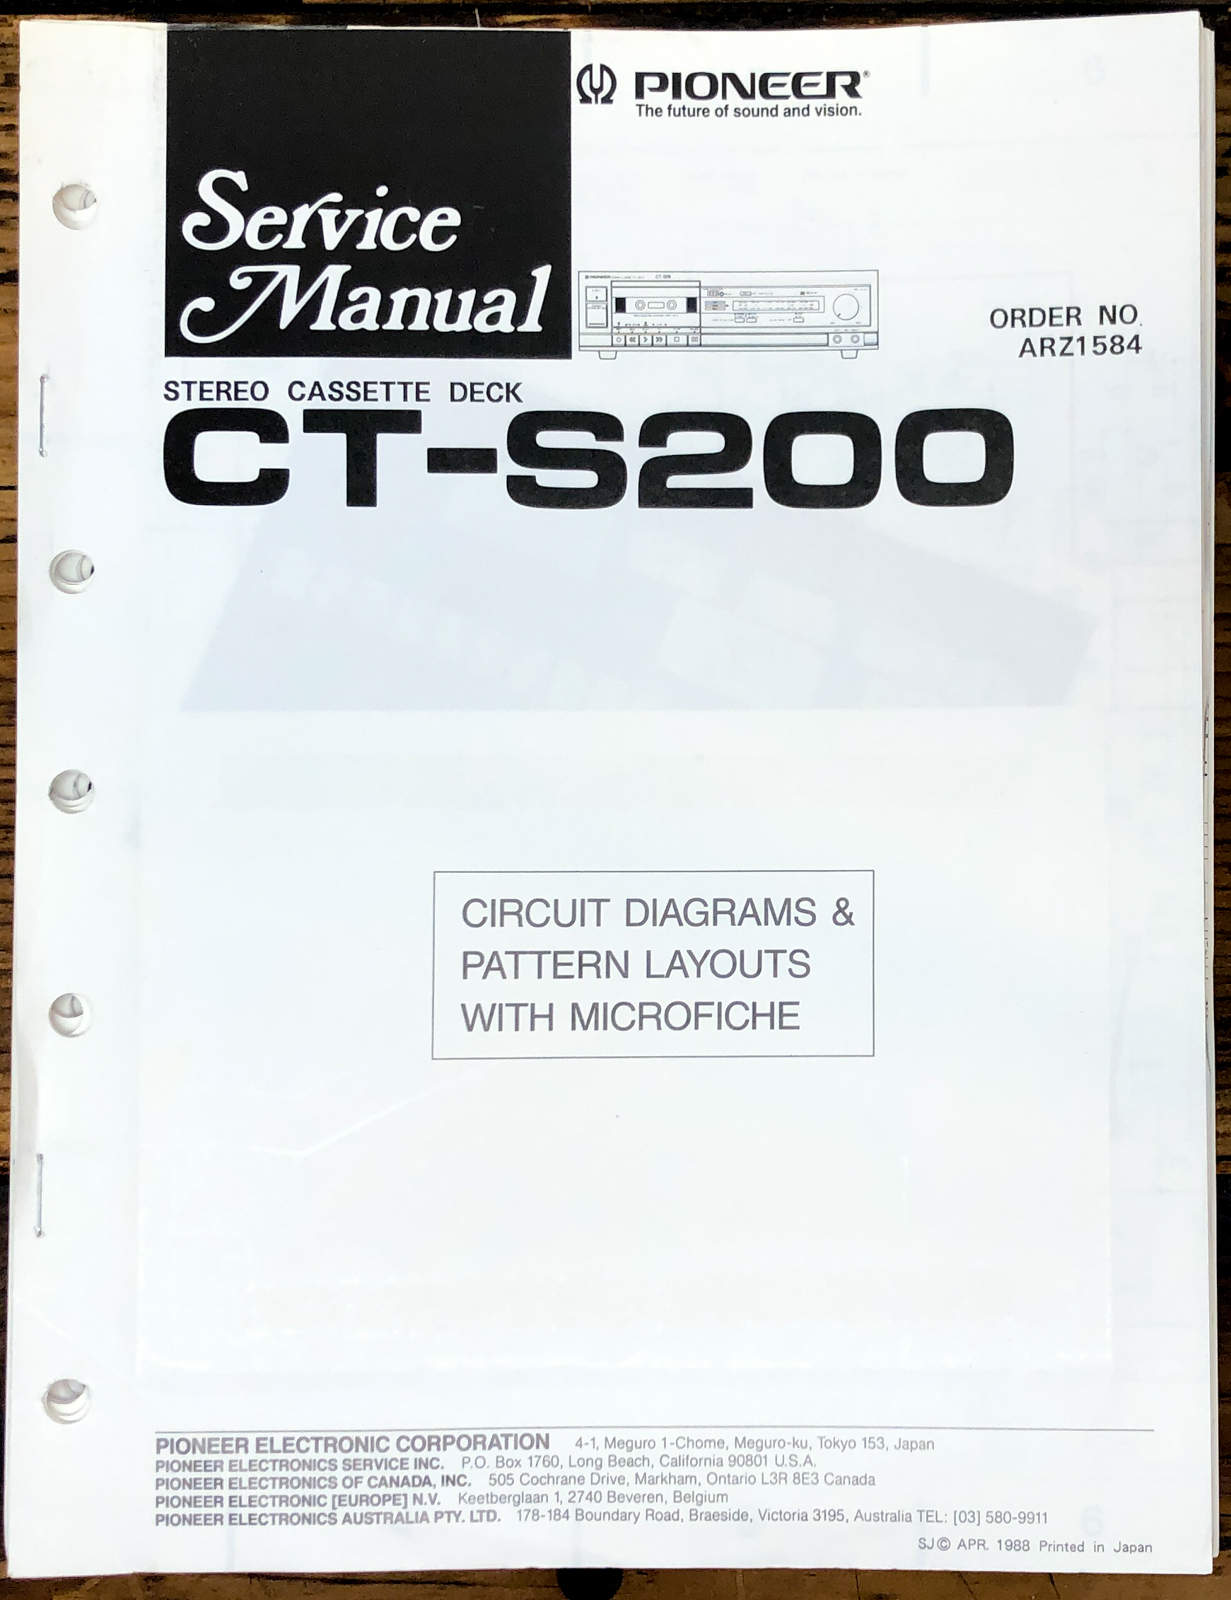 PIONEER®
The future of sound and vision.
Service
Manual
ORDER NO.
ARZ1584
STEREO CASSETTE DECK
CT-S200
CIRCUIT DIAGRAMS &
PATTERN LAYOUTS
WITH MICROFICHE
PIONEER ELECTRONIC CORPORATION 4-1, Meguro 1-Chome, Meguro-ku, Tokyo 153, Japan
PIONEER ELECTRONICS SERVICE INC. P.O. Box 1760, Long Beach, California 90801 U.S.A.
PIONEER ELECTRONICS OF CANADA, INC. 505 Cochrane Drive, Markham, Ontario L3R 8E3 Canada
PIONEER ELECTRONIC [EUROPE] N.V. Keetberglaan 1, 2740 Beveren, Belgium
PIONEER ELECTRONICS AUSTRALIA PTY. LTD. 178-184 Boundary Road, Braeside, Victoria 3195, Australia TEL: [03] 580-9911
SJ © APR. 1988 Printed in Japan